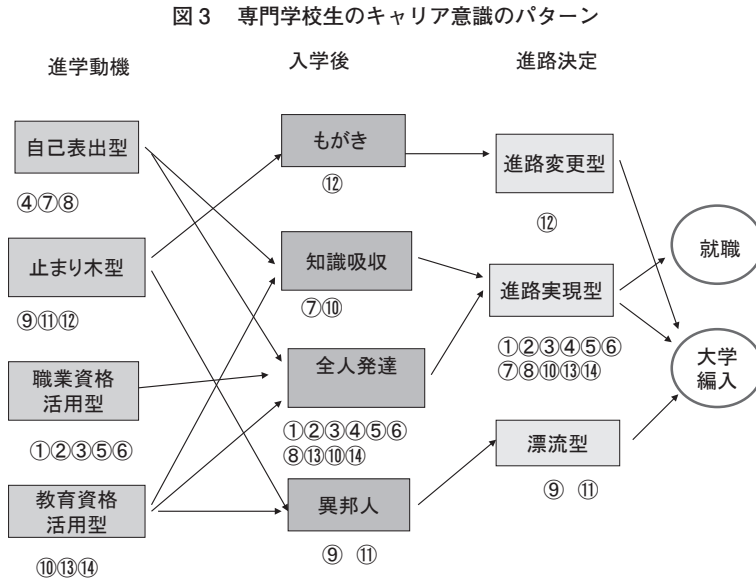 図3　専門学校生のキャリア意識のパターン
進学動機
入学後
進路決定
自己表出型
④⑦⑧
止まり木型
⑨⑪⑫
職業資格
活用型
①②③⑤⑥
教育資格
活用型
⑩⑬⑭
もがき
⑫
知識吸収
⑦⑩
全人発達
①②③④⑤⑥
⑧⑬⑩⑭
異邦人
⑨　⑪
進路変更型
⑫
進路実現型
①②③④⑤⑥
⑦⑧⑩⑬⑭
漂流型
⑨　⑪
就職
大学
編入